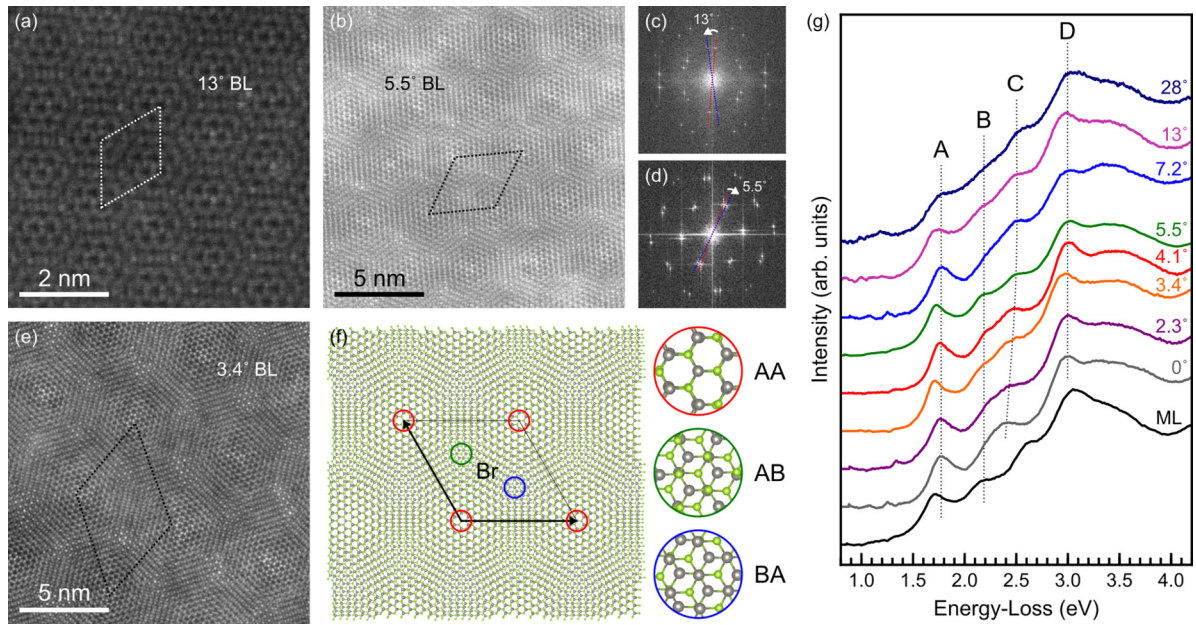 (a)
13° BL
2 nm
(b)
5.5° BL
5 nm
(c)
13°
(d)
5.5°
(e)
3.4° BL
5 nm
(f)
Br
AA
AB
BA
(g)
Intensity (arb. units)
A
B
C
D
28°
13°
7.2°
5.5°
4.1°
3.4°
2.3°
0°
ML
1.0 1.5 2.0 2.5 3.0 3.5 4.0
Energy-Loss (eV)